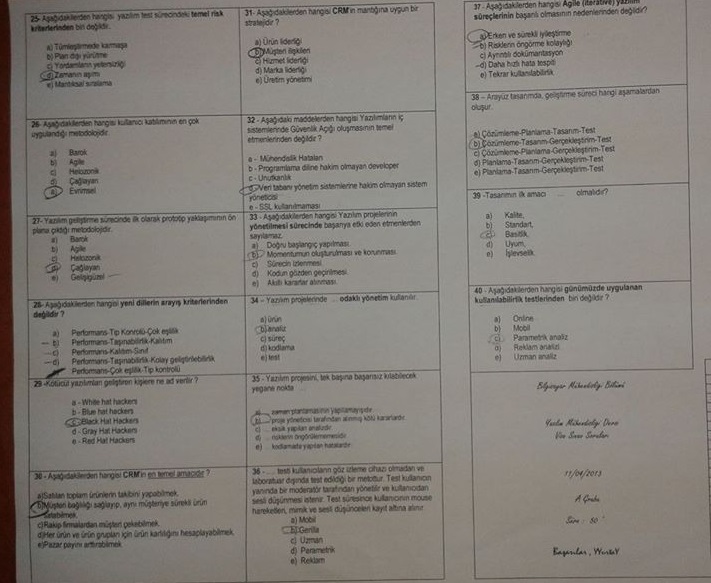 25- Aşağıdakilerden hangisi yazılım test sürecindeki temel risk
kriterlerinden biri değildir.
a) Tümleştirmede karmaşa
b) Plan dışı yürütme
c) Yordamların yetersizliği
d) Zamanın aşımı
e) Mantıksal sıralama
26- Aşağıdakilerden hangisi kullanıcı katılımının en çok
uygulandığı metodolojidir.
a) Barok
b) Agile
c) Helozonik
d) Çağlayan
e) Evrimsel
27- Yazılım geliştirme sürecinde ilk olarak prototip yaklaşımının ön
plana çıktığı metodolojidir.
a) Barok
b) Agile
c) Helozonik
d) Çağlayan
e) Gelişigüzel
28- Aşağıdakilerden hangisi yeni dillerin arayış kriterlerinden
değildir ?
a) Performans-Tip Kontrolü-Çok eşlilik
b) Performans-Taşınabilirlik-Kalıtım
c) Performans-Kalıtım-Sınıf
d) Performans-Taşınabilirlik-Kolay geliştirilebilirlik
Performans-Çok eşlilik-Tip kontrolü
29 -Kötücül yazılımları geliştiren kişilere ne ad verilir ?
a - White hat hackers
b - Blue hat hackers
c - Black Hat Hackers
d - Gray Hat Hackers
e - Red Hat Hackers
30 - Aşağıdakilerden hangisi CRM'in en temel amacıdır ?
a)Satılan toplam ürünlerin takibini yapabilmek.
b)Müşteri bağlılığı sağlayıp, aynı müşteriye sürekli ürün
satabilmek.
c)Rakip firmalardan müşteri çekebilmek.
d)Her ürün ve ürün grupları için ürün karlılığını hesaplayabilmek.
e)Pazar payını arttırabilmek.
31- Aşağıdakilerden hangisi CRM'in mantığına uygun bir
stratejidir ?
a) Ürün liderliği
b) Müşteri ilişkileri
c) Hizmet liderliği
d) Marka liderliği
e) Üretim yönetimi
32 - Aşağıdaki maddelerden hangisi Yazılımların iç
sistemlerinde Güvenlik Açığı oluşmasının temel
etmenlerinden değildir ?
a - Mühendislik Hataları
b - Programlama diline hakim olmayan developer
c - Unutkanlık
Veri tabanı yönetim sistemlerine hakim olmayan sistem
yöneticisi
e - SSL kullanılmaması
33 - Aşağıdakilerden hangisi Yazılım projelerinin
yönetilmesi sürecinde başarıya etki eden etmenlerden
sayılamaz.
a) Doğru başlangıç yapılması.
b) Momentumun oluşturulması ve korunması.
c) Sürecin izlenmesi.
d) Kodun gözden geçirilmesi.
e) Akıllı kararlar alınması.
34 – Yazılım projelerinde ... odaklı yönetim kullanılır.
a) ürün
b) analiz
c) süreç
d) kodlama
e) test
35 - Yazılım projesini, tek başına başarısız kılabilecek
yegane nokta
a) zaman planlamasının yapılamayışıdır.
b) proje yöneticisi tarafından alınmış kötü kararlardır.
c) eksik yapılan analizdir.
d) risklerin öngörülememesidir.
e) kodlamada yapılan hatalardır.
36 - ... testi kullanıcıların göz izleme cihazı olmadan ve
laboratuar dışında test edildiği bir metottur. Test kullanıcın
yanında bir moderatör tarafından yönetilir ve kullanıcıdan
sesli düşünmesi istenir. Test süresince kullanıcının mouse
hareketleri, mimik ve sesli düşünceleri kayıt altına alınır.
a) Mobil
b) Gerilla
c) Uzman
d) Parametrik
e) Reklam
37 - Aşağıdakilerden hangisi Agile (iterative) yazılım
süreçlerinin başarılı olmasının nedenlerinden değildir?
a) Erken ve sürekli iyileştirme
b) Risklerin öngörme kolaylığı
c) Ayrıntılı dokümantasyon
d) Daha hızlı hata tespiti
e) Tekrar kullanılabilirlik
38 – Arayüz tasarımda, geliştirme süreci hangi aşamalardan
oluşur.
a) Çözümleme-Planlama-Tasarım-Test
b) Çözümleme-Tasarım-Gerçekleştirim-Test
c) Çözümleme-Planlama-Gerçekleştirim-Test
d) Planlama-Tasarım-Gerçekleştirim-Test
e) Planlama-Tasarım-Gerçekleştirim-Test
39 -Tasarımın ilk amacı ... olmalıdır?
a) Kalite,
b) Standart,
c) Basitlik,
d) Uyum,
e) İşlevsellik
40 - Aşağıdakilerden hangisi günümüzde uygulanan
kullanılabilirlik testlerinden biri değildir ?
a) Online
b) Mobil
c) Parametrik analiz
d) Reklam analizi
e) Uzman analiz
Bilgisayar Mühendisliği Bölümü
Yazılım Mühendisliği Dersi
Vize Sınav Soruları
11/04/2013
A Grubu
Süre : 50 '
Başarılar,